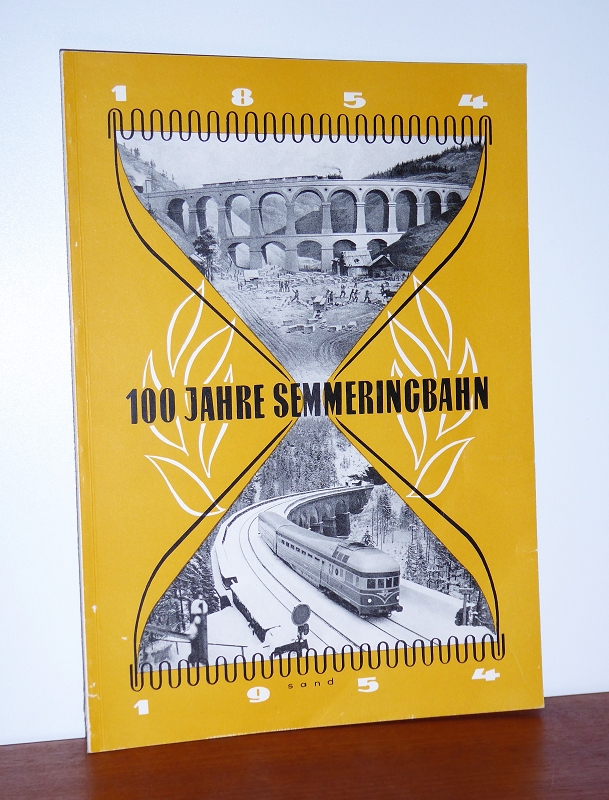 1 8 5 4
100 JAHRE SEMMERINGBAHN
sand
1 9 5 4